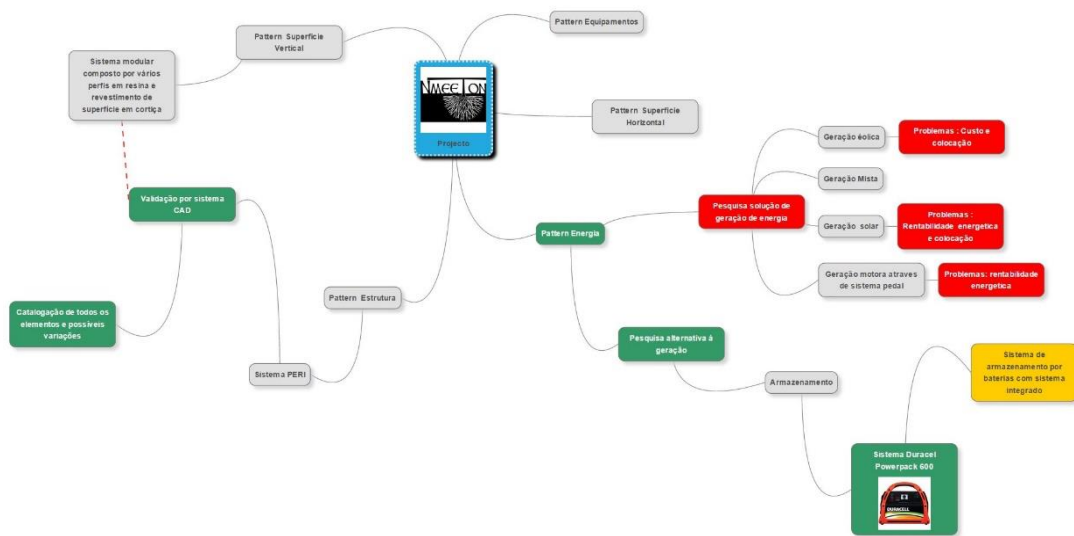 Pattern Equipamentos
Pattern Superficie
Vertical
Sistema modular
composto por vários
perfis em resina e
revestimento de
superfície em cortiça
NMEETON
Projecto
Pattern Superfície
Horizontal
Geração éolica
Problemas : Custo e
colocação
Geração Mista
Validação por sistema
CAD
Pesquisa solução de
geração de energia
Pattern Energia
Geração solar
Problemas :
Rentabilidade energetica
e colocação
Geração motora atraves
de sistema pedal
Problemas: rentabilidade
energetica
Pattern Estrutura
Catalogação de todos os
elementos e possíveis
variações
Pesquisa alternativa à
geração
Sistema PERI
Armazenamento
Sistema de
armazenamento por
baterias com sistema
integrado
Sistema Duracel
Powerpack 600
DURACELL